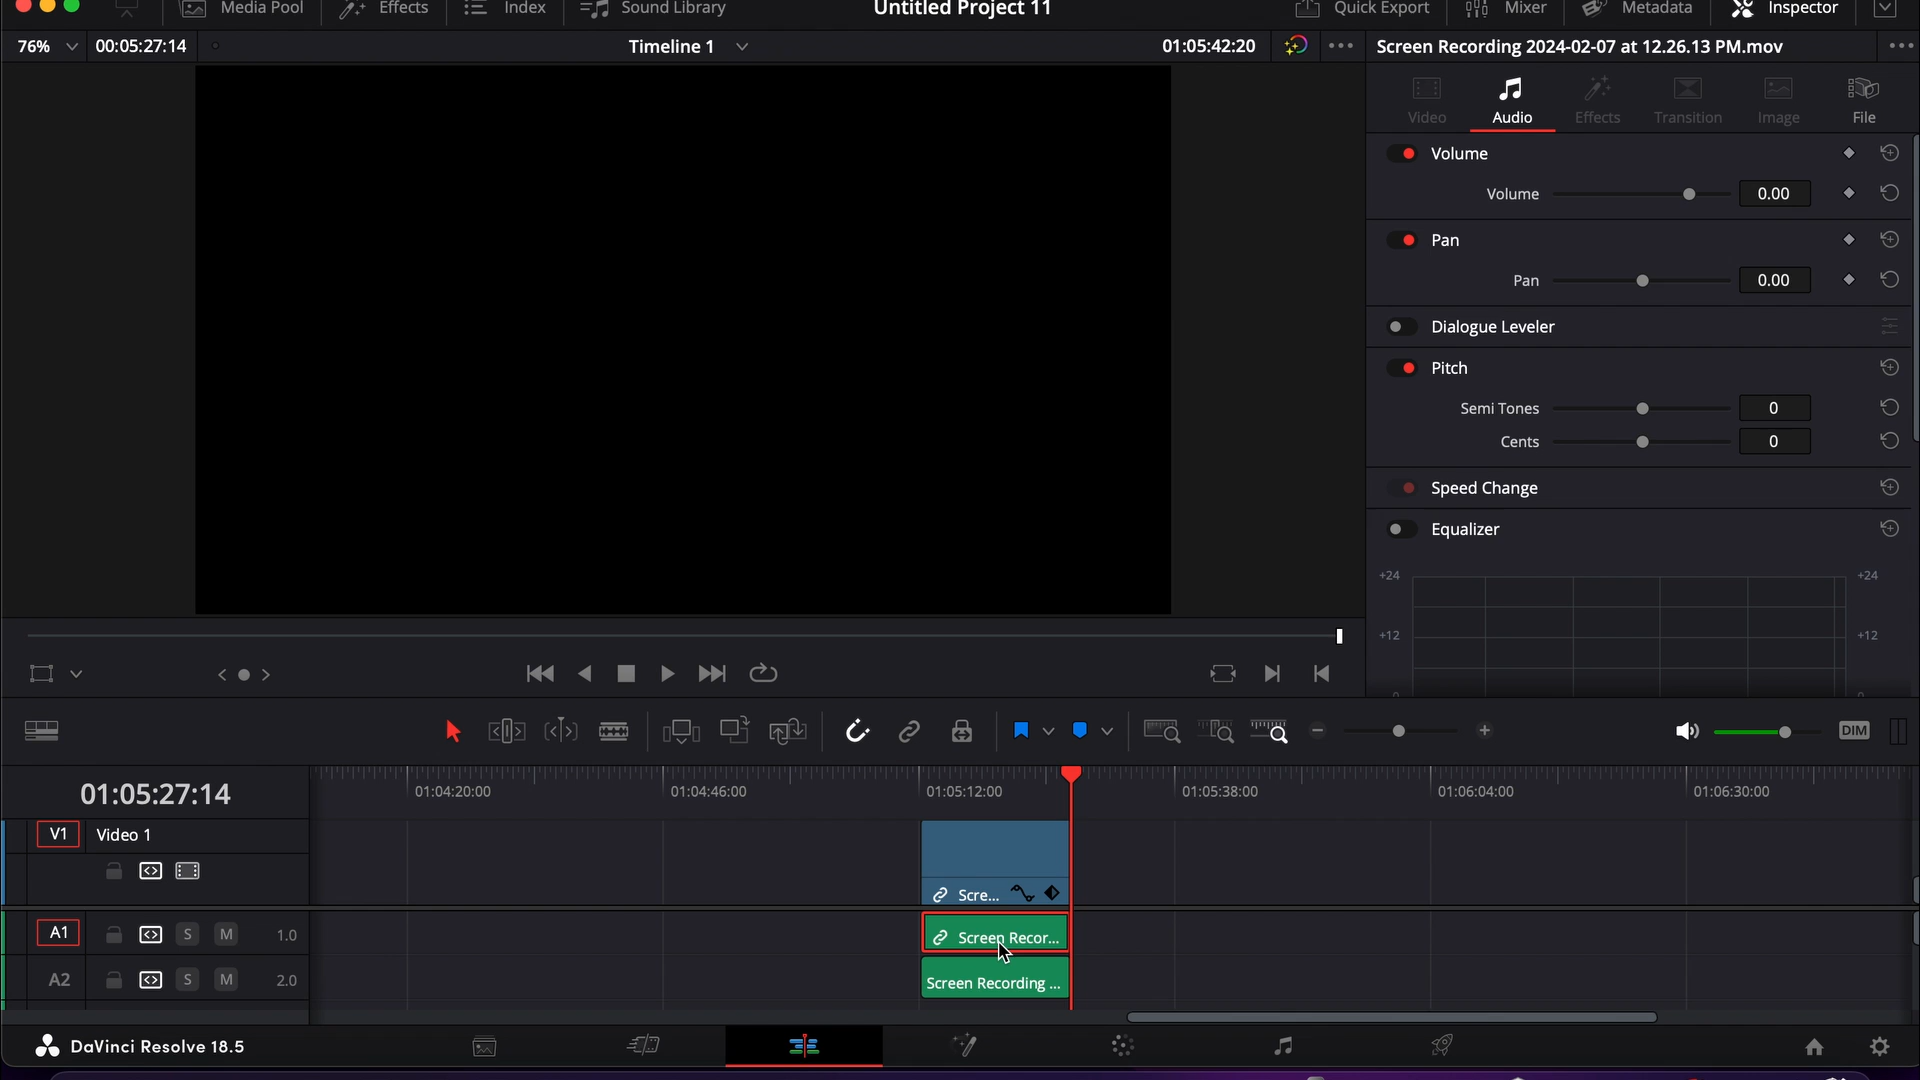 Media Pool Effects Index Sound Library Untitled Project 11 Quick Export Mixer Metadata Inspector
76% 00:05:27:14 Timeline 1 01:05:42:20 Screen Recording 2024-02-07 at 12.26.13 PM.mov
Video Audio Effects Transition Image File
Volume
Volume 0.00
Pan
Pan 0.00
Dialogue Leveler
Pitch
Semi Tones 0
Cents 0
Speed Change
Equalizer
+24 +24
+12 +12
0 0
DIM
01:05:27:14 01:04:20:00 01:04:46:00 01:05:12:00 01:05:38:00 01:06:04:00 01:06:30:00
V1 Video 1
Scre...
A1 S M 1.0 Screen Recor...
A2 S M 2.0 Screen Recording ...
DaVinci Resolve 18.5